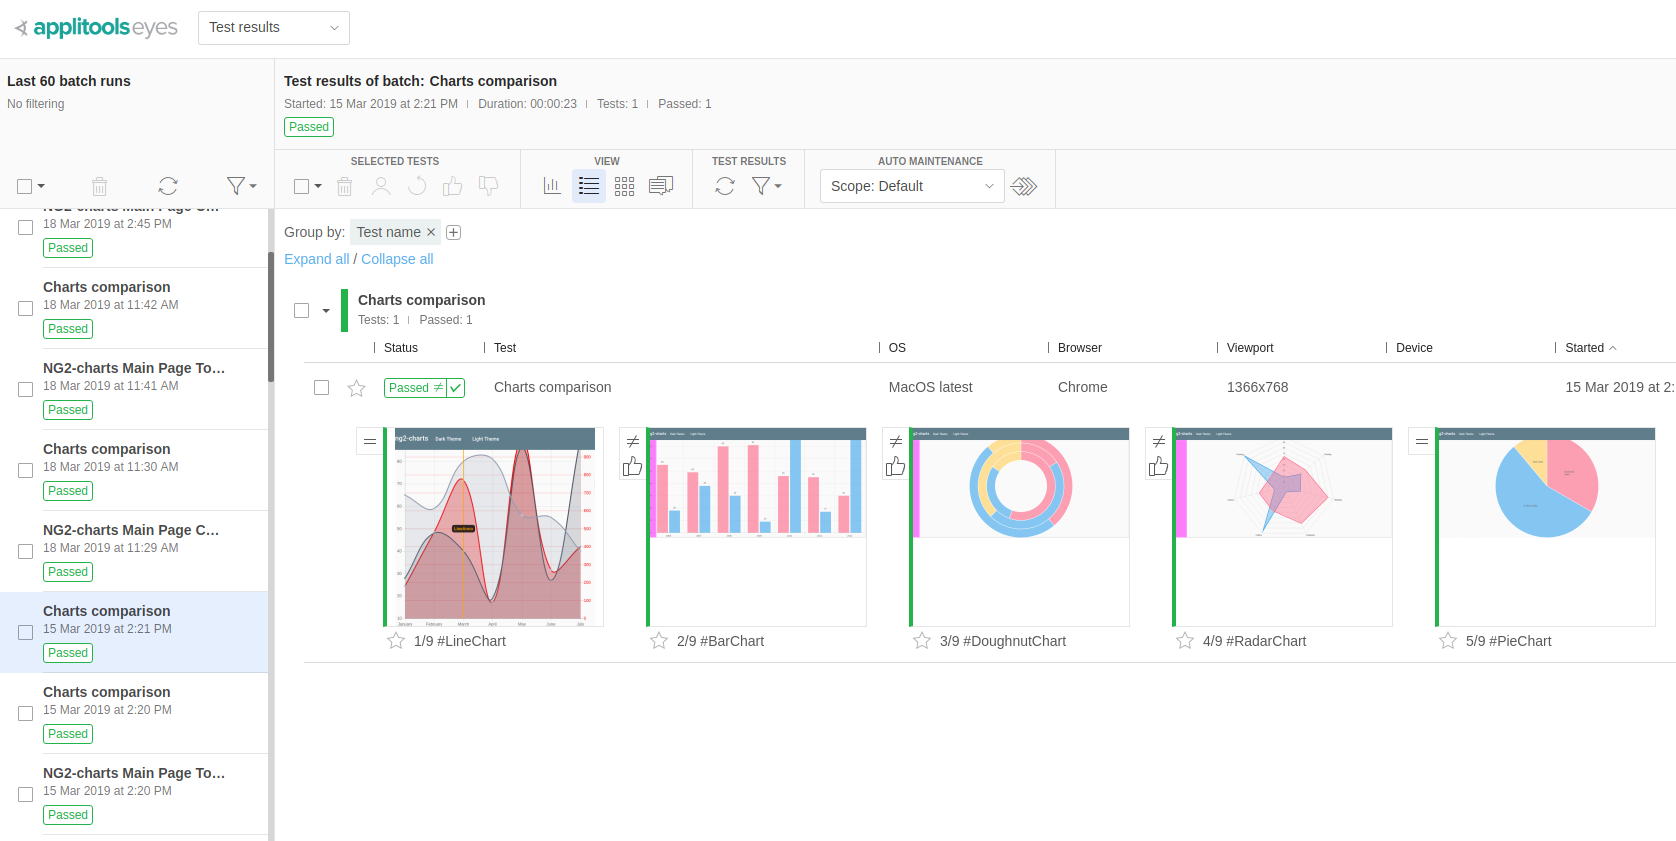 applitools eyes
Test results
Last 60 batch runs
No filtering
Test results of batch: Charts comparison
Started: 15 Mar 2019 at 2:21 PM
Duration: 00:00:23
Tests: 1
Passed: 1
Passed
SELECTED TESTS
VIEW
TEST RESULTS
AUTO MAINTENANCE
Scope: Default
18 Mar 2019 at 2:45 PM
Passed
Charts comparison
18 Mar 2019 at 11:42 AM
Passed
NG2-charts Main Page To…
18 Mar 2019 at 11:41 AM
Passed
Charts comparison
18 Mar 2019 at 11:30 AM
Passed
NG2-charts Main Page C…
18 Mar 2019 at 11:29 AM
Passed
Charts comparison
15 Mar 2019 at 2:21 PM
Passed
Charts comparison
15 Mar 2019 at 2:20 PM
Passed
NG2-charts Main Page To…
15 Mar 2019 at 2:20 PM
Passed
Group by: Test name ×
Expand all / Collapse all
Charts comparison
Tests: 1
Passed: 1
Status
Test
OS
Browser
Viewport
Device
Started
Passed ≠
Charts comparison
MacOS latest
Chrome
1366x768
15 Mar 2019 at 2:
ng2-charts Dark Theme Light Theme
1/9 #LineChart
2/9 #BarChart
3/9 #DoughnutChart
4/9 #RadarChart
5/9 #PieChart